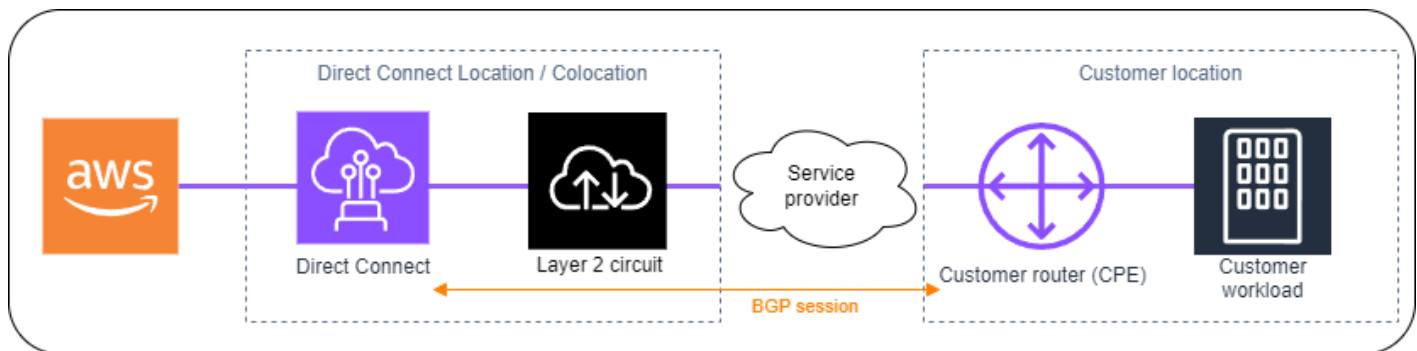 Direct Connect Location / Colocation
Customer location
aws
Service
provider
Direct Connect
Layer 2 circuit
Customer router (CPE)
Customer
workload
BGP session